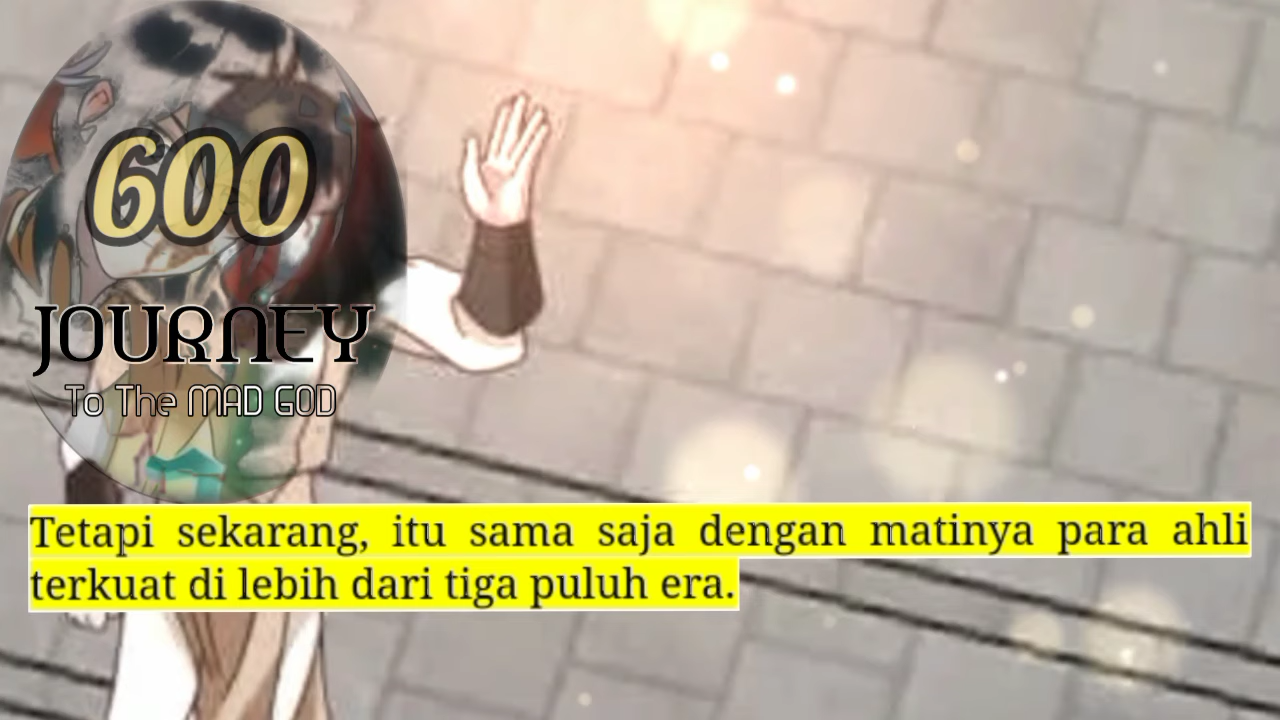 600
JOURNEY
To The MAD GOD
Tetapi sekarang, itu sama saja dengan matinya para ahli
terkuat di lebih dari tiga puluh era.